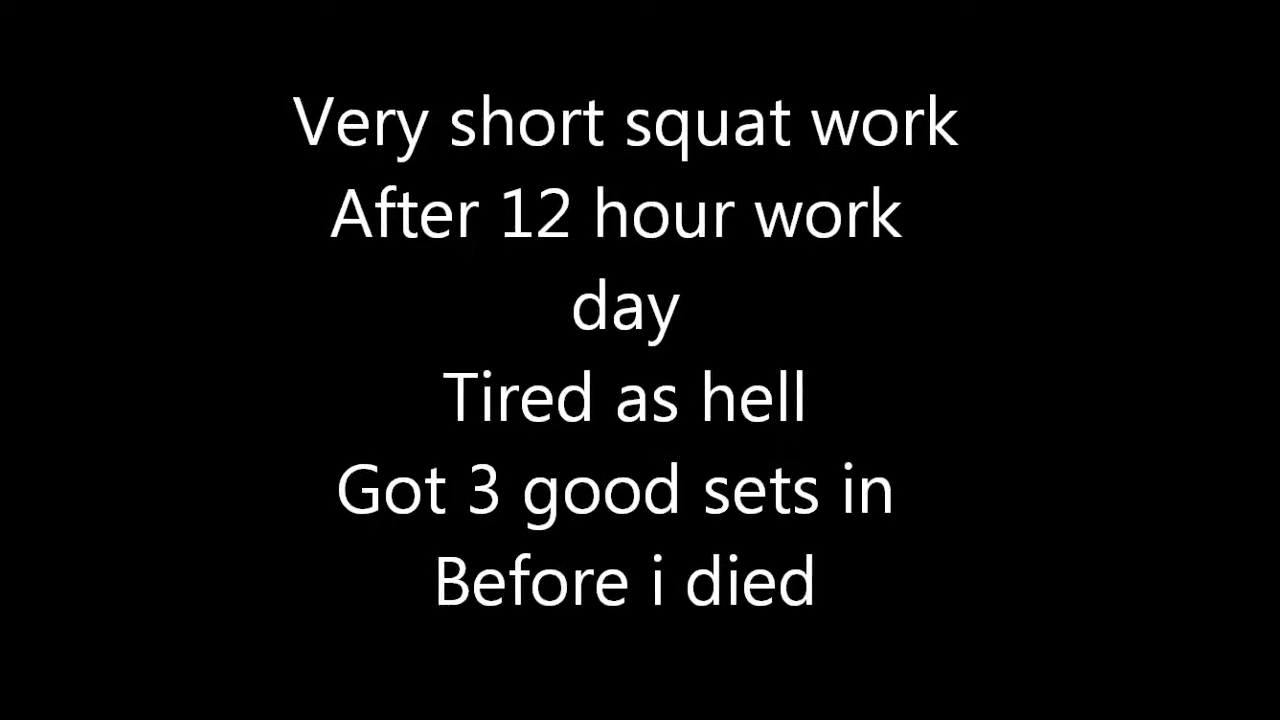 Very short squat work
After 12 hour work
day
Tired as hell
Got 3 good sets in
Before i died